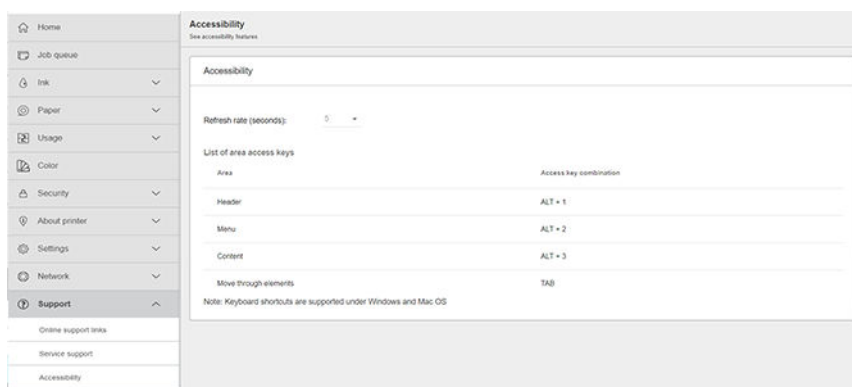 Home
Job queue
Ink
Paper
Usage
Color
Security
About printer
Settings
Network
Support
Online support links
Service support
Accessibility
Accessibility
See accessibility features
Accessibility
Refresh rate (seconds): 5
List of area access keys
Area Access key combination
Header ALT + 1
Menu ALT + 2
Content ALT + 3
Move through elements TAB
Note: Keyboard shortcuts are supported under Windows and Mac OS